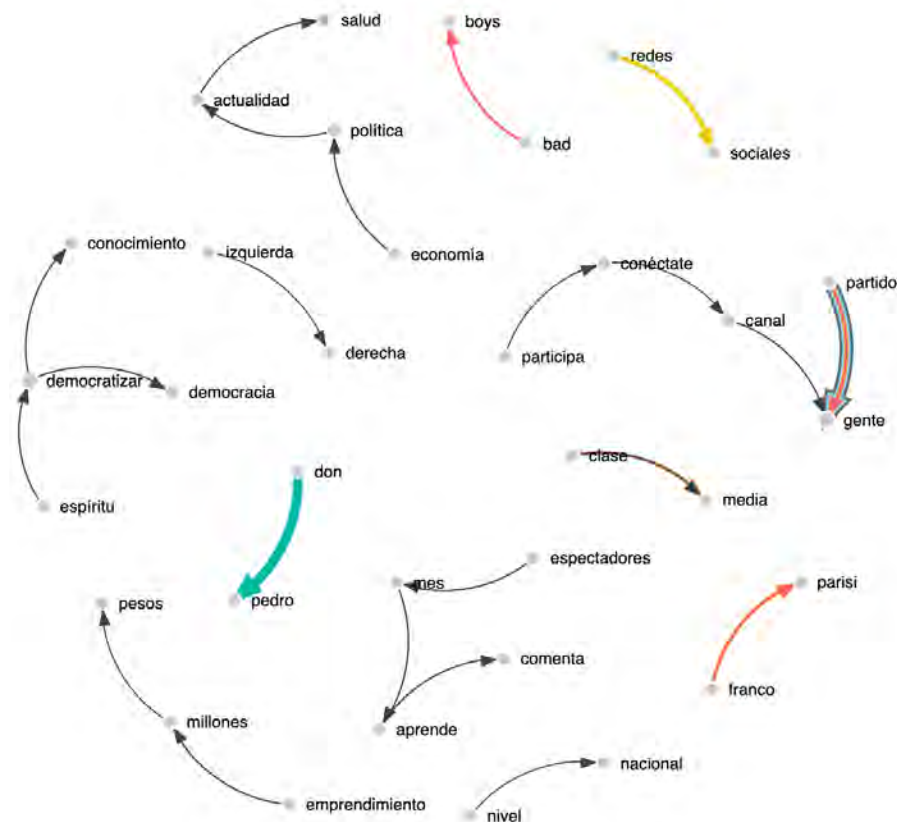 salud
boys
redes
actualidad
política
bad
sociales
conocimiento
izquierda
economía
conéctate
partido
canal
derecha
participa
democratizar
democracia
gente
don
clase
espíritu
media
espectadores
mes
parisi
pesos
pedro
comenta
franco
millones
aprende
nacional
emprendimiento
nivel